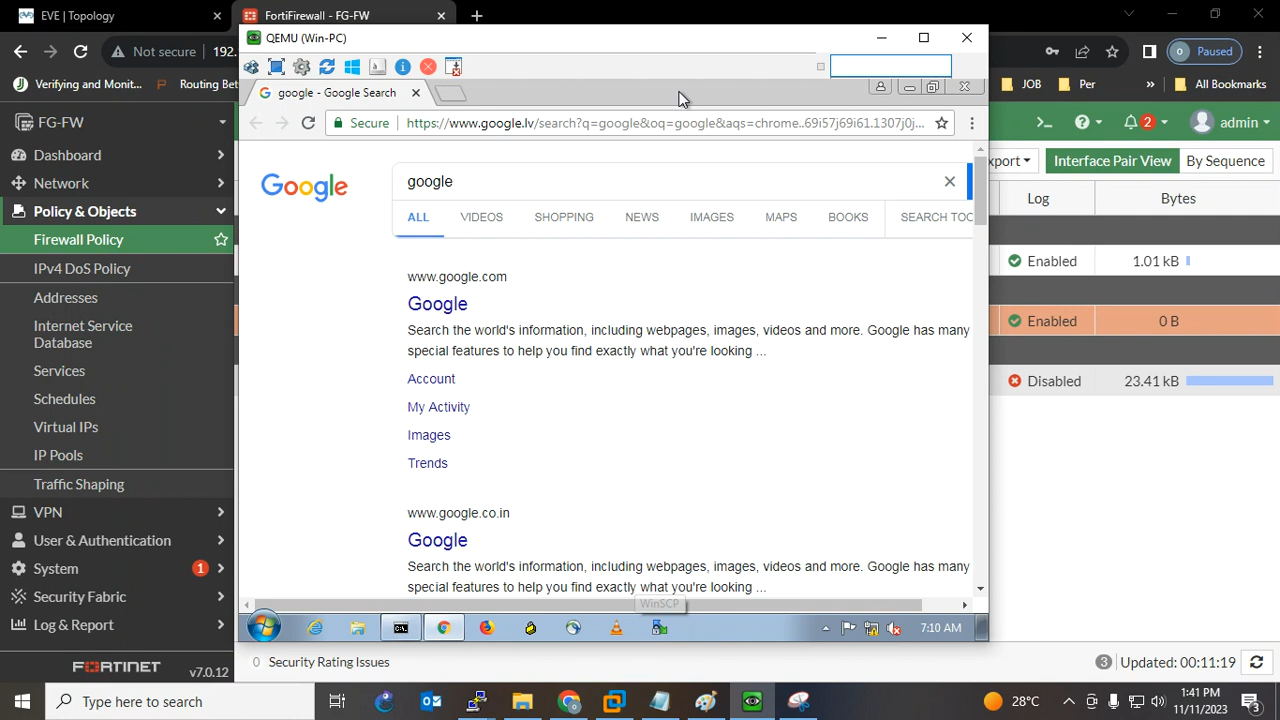 EVE | Topology
FortiFirewall - FG-FW
QEMU (Win-PC)
Not secure
192.
Paused
Verifying and Monit
Routing Bet
JOB
Per
»
All Bookmarks
google - Google Search
Secure
https://www.google.lv/search?q=google&oq=google&aqs=chrome..69i57j69i61.1307j0j...
FG-FW
2
admin
Dashboard
xport
Interface Pair View
By Sequence
Network
Google
google
Log
Bytes
Policy & Objects
ALL
VIDEOS
SHOPPING
NEWS
IMAGES
MAPS
BOOKS
SEARCH TOO
Firewall Policy
Enabled
1.01 kB
IPv4 DoS Policy
www.google.com
Addresses
Google
Internet Service
Database
Search the world's information, including webpages, images, videos and more. Google has many
special features to help you find exactly what you're looking ...
Enabled
0 B
Services
Account
Disabled
23.41 kB
Schedules
My Activity
Virtual IPs
Images
IP Pools
Trends
Traffic Shaping
VPN
www.google.co.in
User & Authentication
Google
System
1
Search the world's information, including webpages, images, videos and more. Google has many
special features to help you find exactly what you're looking ...
Security Fabric
WinSCP
Log & Report
7:10 AM
FORTINET
v7.0.12
0
Security Rating Issues
3
Updated: 00:11:19
Type here to search
28°C
1:41 PM
11/11/2023
3